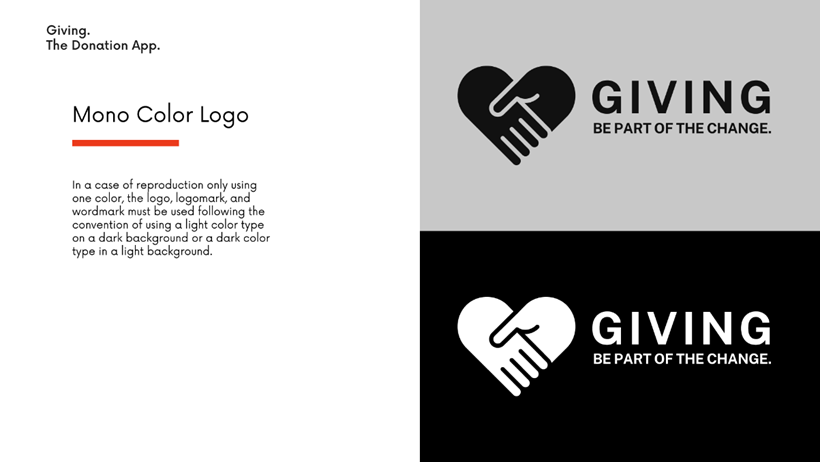 Giving.
The Donation App.
Mono Color Logo
In a case of reproduction only using
one color, the logo, logomark, and
wordmark must be used following the
convention of using a light color type
on a dark background or a dark color
type in a light background.
GIVING
BE PART OF THE CHANGE.
GIVING
BE PART OF THE CHANGE.